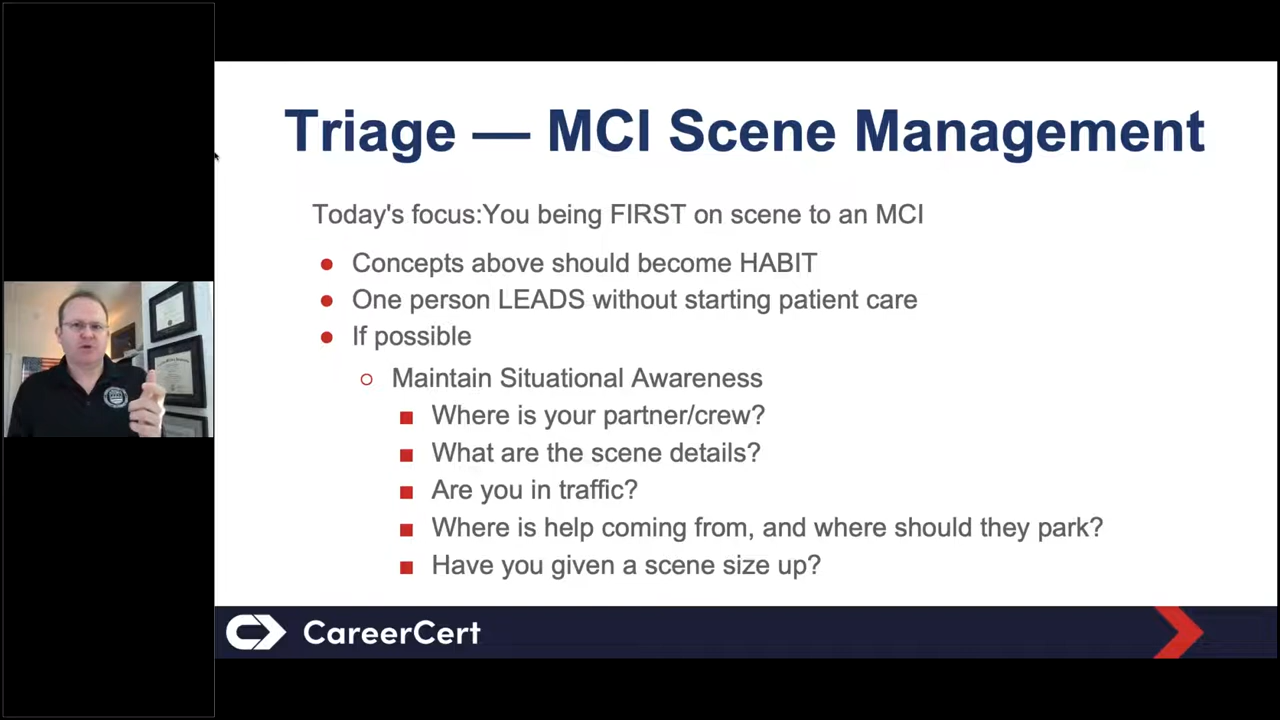 Triage — MCI Scene Management
Today's focus:You being FIRST on scene to an MCI
Concepts above should become HABIT
One person LEADS without starting patient care
If possible
Maintain Situational Awareness
Where is your partner/crew?
What are the scene details?
Are you in traffic?
Where is help coming from, and where should they park?
Have you given a scene size up?
CareerCert